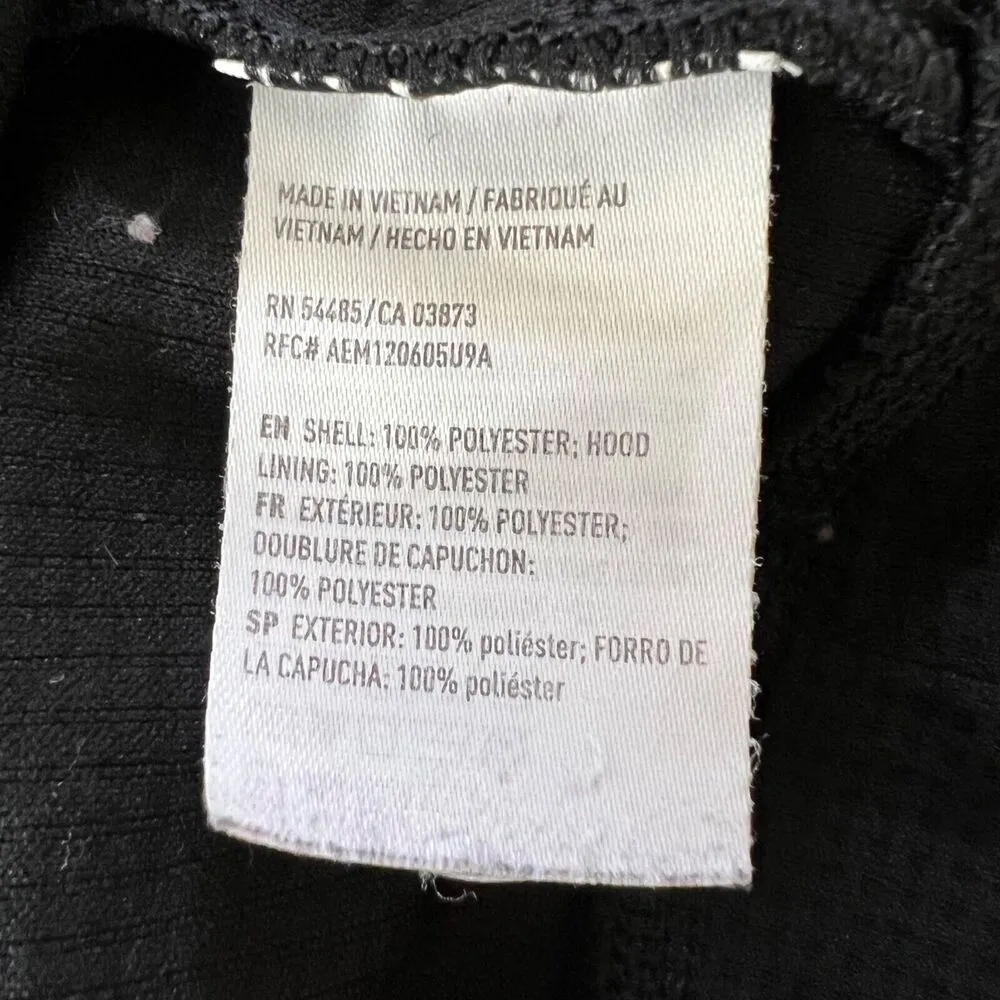 MADE IN VIETNAM / FABRIQUÉ AU
VIETNAM / HECHO EN VIETNAM
RN 54485/CA 03873
RFC# AEM120605U9A
EN SHELL: 100% POLYESTER; HOOD
LINING: 100% POLYESTER
FR EXTÉRIEUR: 100% POLYESTER;
DOUBLURE DE CAPUCHON:
100% POLYESTER
SP EXTERIOR: 100% poliéster; FORRO DE
LA CAPUCHA: 100% poliéster